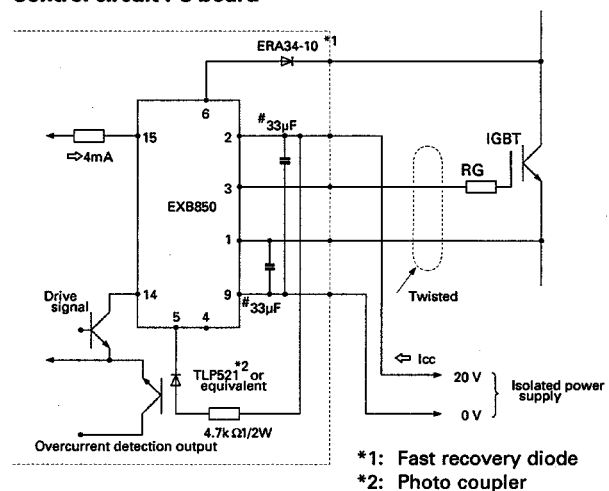 Control circuit PC board
ERA34-10 *1
6
15
2
#33μF
⇨4mA
IGBT
3
RG
EXB850
1
Drive
signal
14
9
#33μF
5
4
Twisted
⇦ Icc
TLP521*2 or
equivalent
20 V
Isolated power
supply
0 V
4.7k Ω1/2W
Overcurrent detection output
*1: Fast recovery diode
*2: Photo coupler